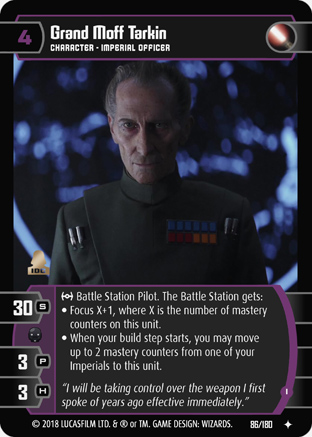 4
Grand Moff Tarkin
CHARACTER - IMPERIAL OFFICER
IDC
30 S
3 P
3 H
Battle Station Pilot. The Battle Station gets:
• Focus X+1, where X is the number of mastery
counters on this unit.
• When your build step starts, you may move
up to 2 mastery counters from one of your
Imperials to this unit.
“I will be taking control over the weapon I first
spoke of years ago effective immediately.”
1
© 2018 LUCASFILM LTD. & ® or TM. GAME DESIGN: WIZARDS.
86/180